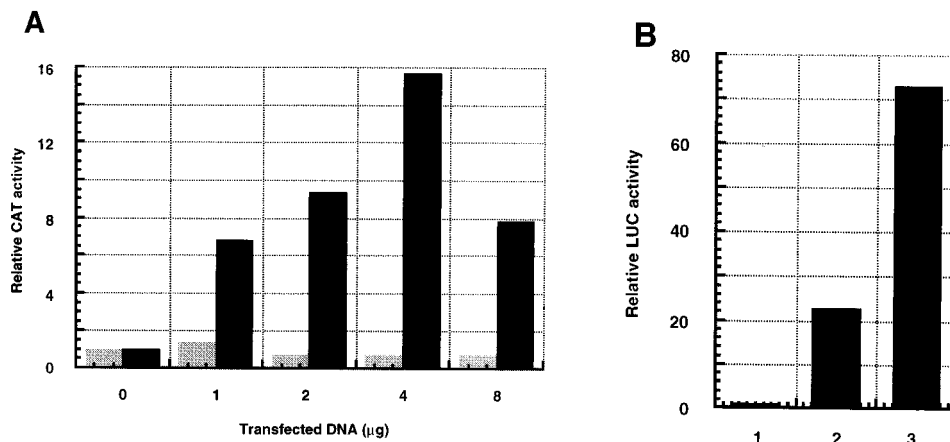 A
Relative CAT activity
16
12
8
4
0
0 1 2 4 8
Transfected DNA (μg)
B
Relative LUC activity
80
60
40
20
0
1 2 3